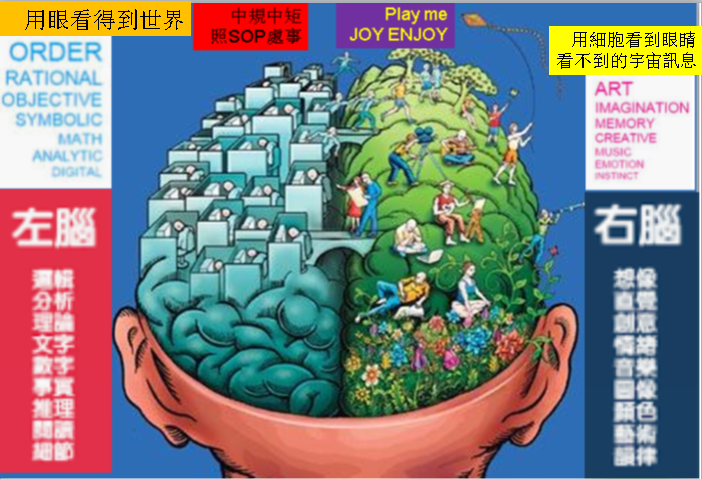 用眼看得到世界
中規中矩
照SOP處事
Play me
JOY ENJOY
用細胞看到眼睛
看不到的宇宙訊息
ORDER
RATIONAL
OBJECTIVE
SYMBOLIC
MATH
ANALYTIC
DIGITAL
ART
IMAGINATION
MEMORY
CREATIVE
MUSIC
EMOTION
INSTINCT
左腦
邏輯
分析
理論
文字
數字
事實
推理
閱讀
細節
右腦
想像
直覺
創意
情緒
音樂
圖像
顏色
藝術
韻律